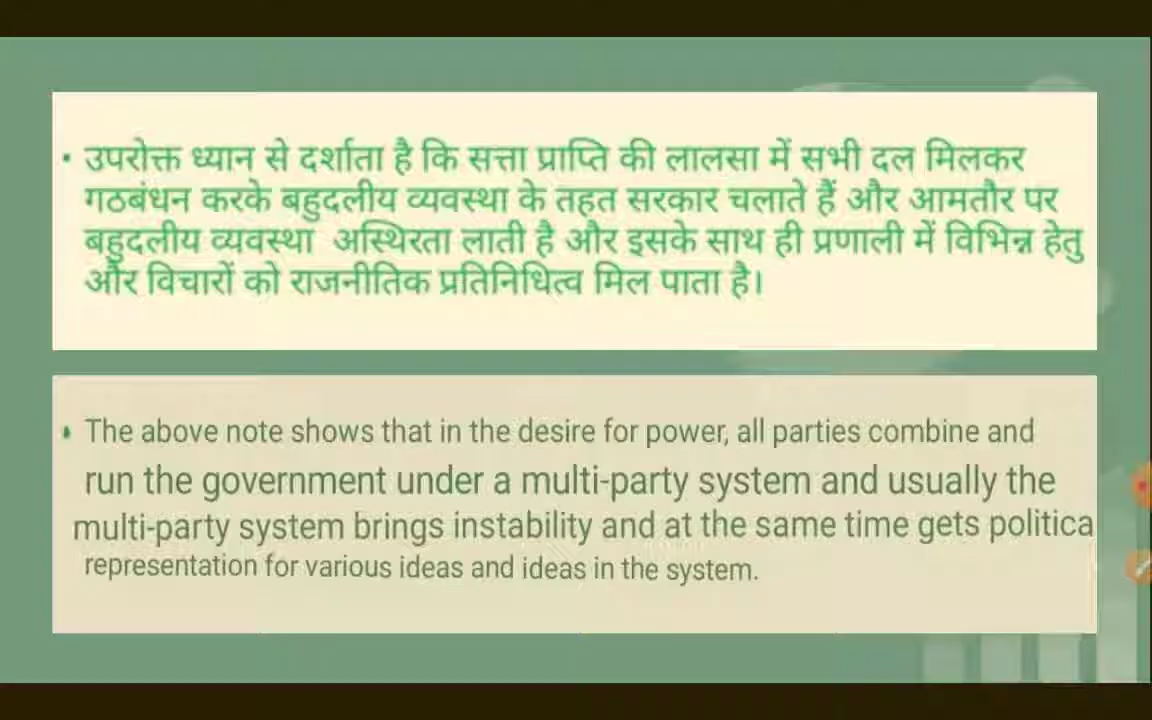 • उपरोक्त ध्यान से दर्शाता है कि सत्ता प्राप्ति की लालसा में सभी दल मिलकर
गठबंधन करके बहुदलीय व्यवस्था के तहत सरकार चलाते हैं और आमतौर पर
बहुदलीय व्यवस्था अस्थिरता लाती है और इसके साथ ही प्रणाली में विभिन्न हेतु
और विचारों को राजनीतिक प्रतिनिधित्व मिल पाता है।
• The above note shows that in the desire for power, all parties combine and
run the government under a multi-party system and usually the
multi-party system brings instability and at the same time gets politica
representation for various ideas and ideas in the system.